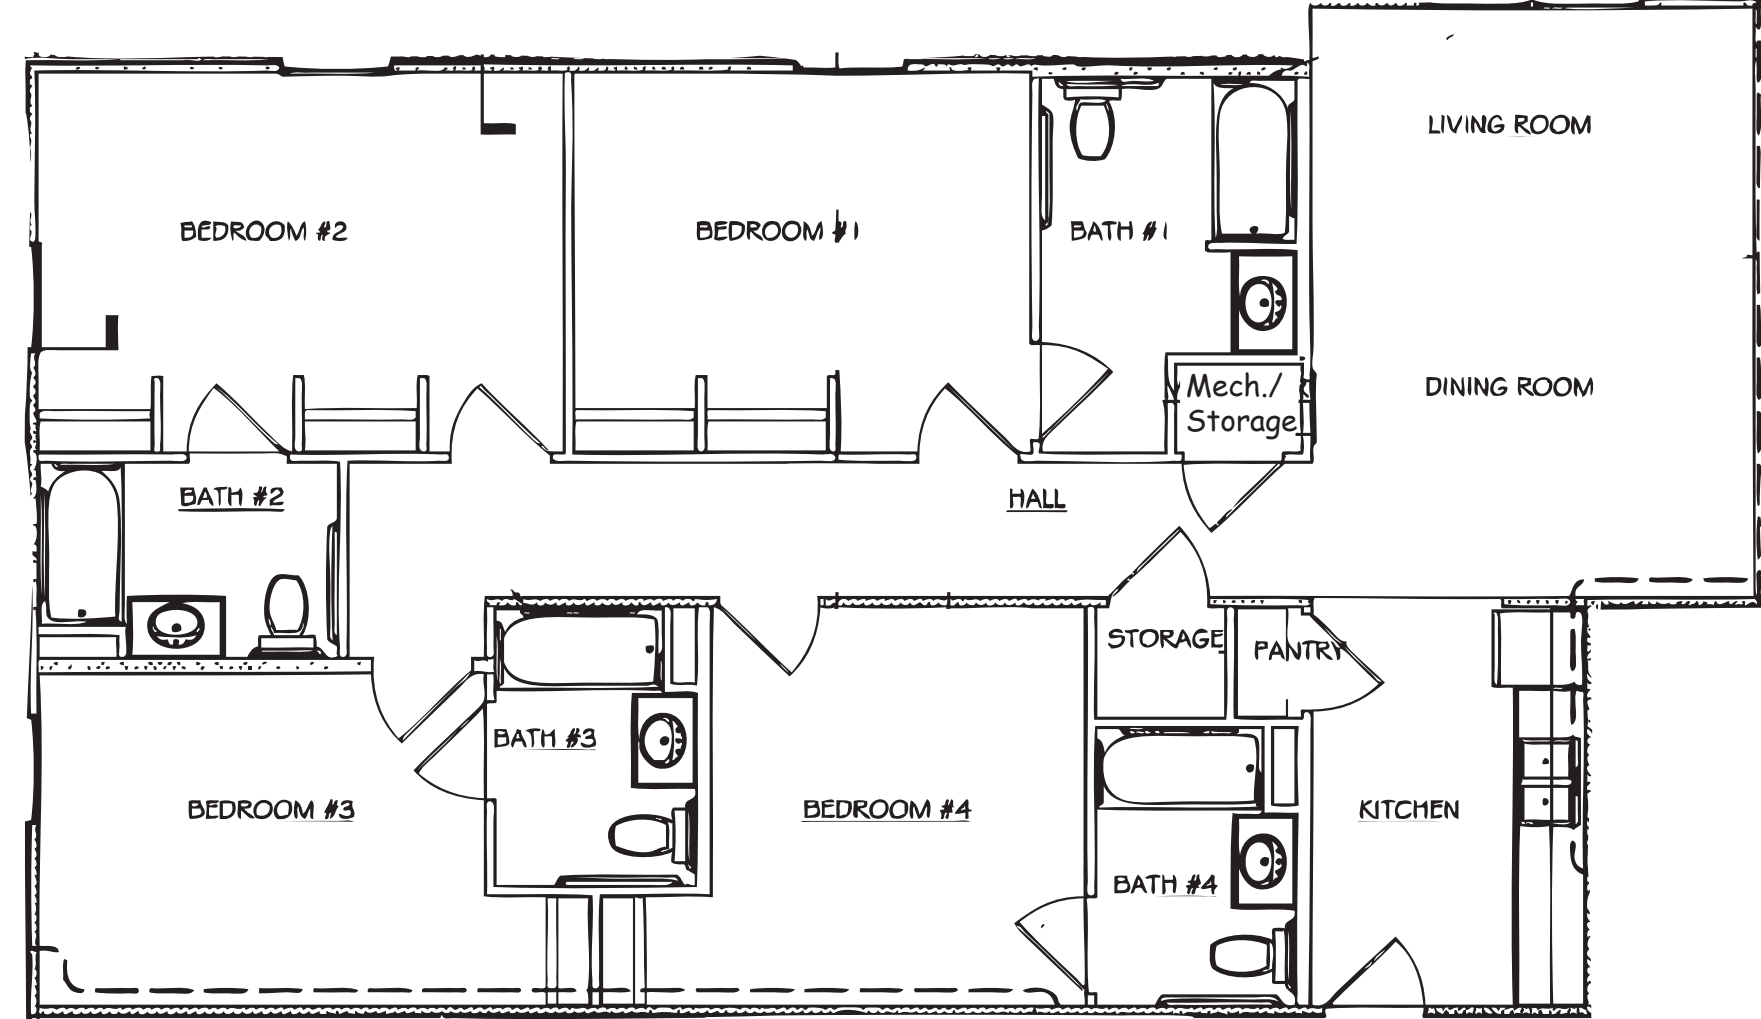 LIVING ROOM
BEDROOM #2
BEDROOM #1
BATH #1
Mech./
Storage
DINING ROOM
BATH #2
HALL
STORAGE
PANTRY
BATH #3
BEDROOM #3
BEDROOM #4
KITCHEN
BATH #4